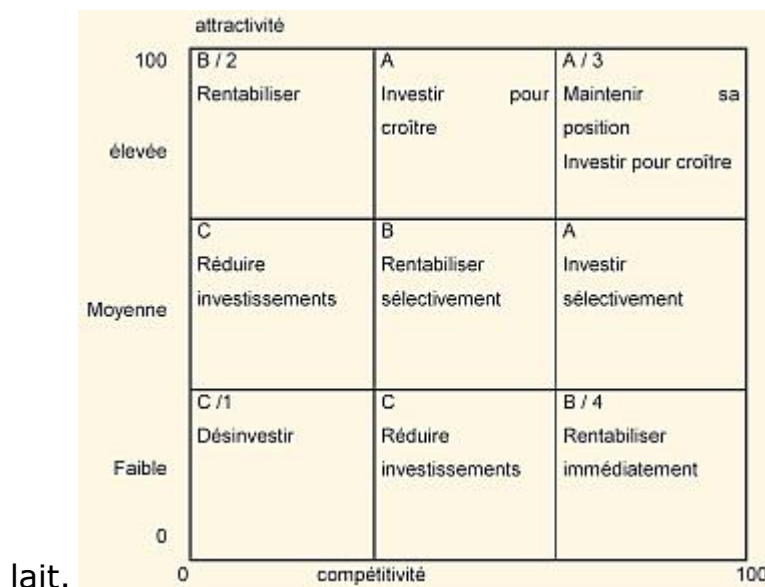 attractivité
100
B / 2
Rentabiliser
A
Investir pour
croître
A / 3
Maintenir sa
position
Investir pour croître
élevée
C
Réduire
investissements
B
Rentabiliser
sélectivement
A
Investir
sélectivement
Moyenne
C /1
Désinvestir
C
Réduire
investissements
B / 4
Rentabiliser
immédiatement
Faible
0
lait.
0
compétitivité
100